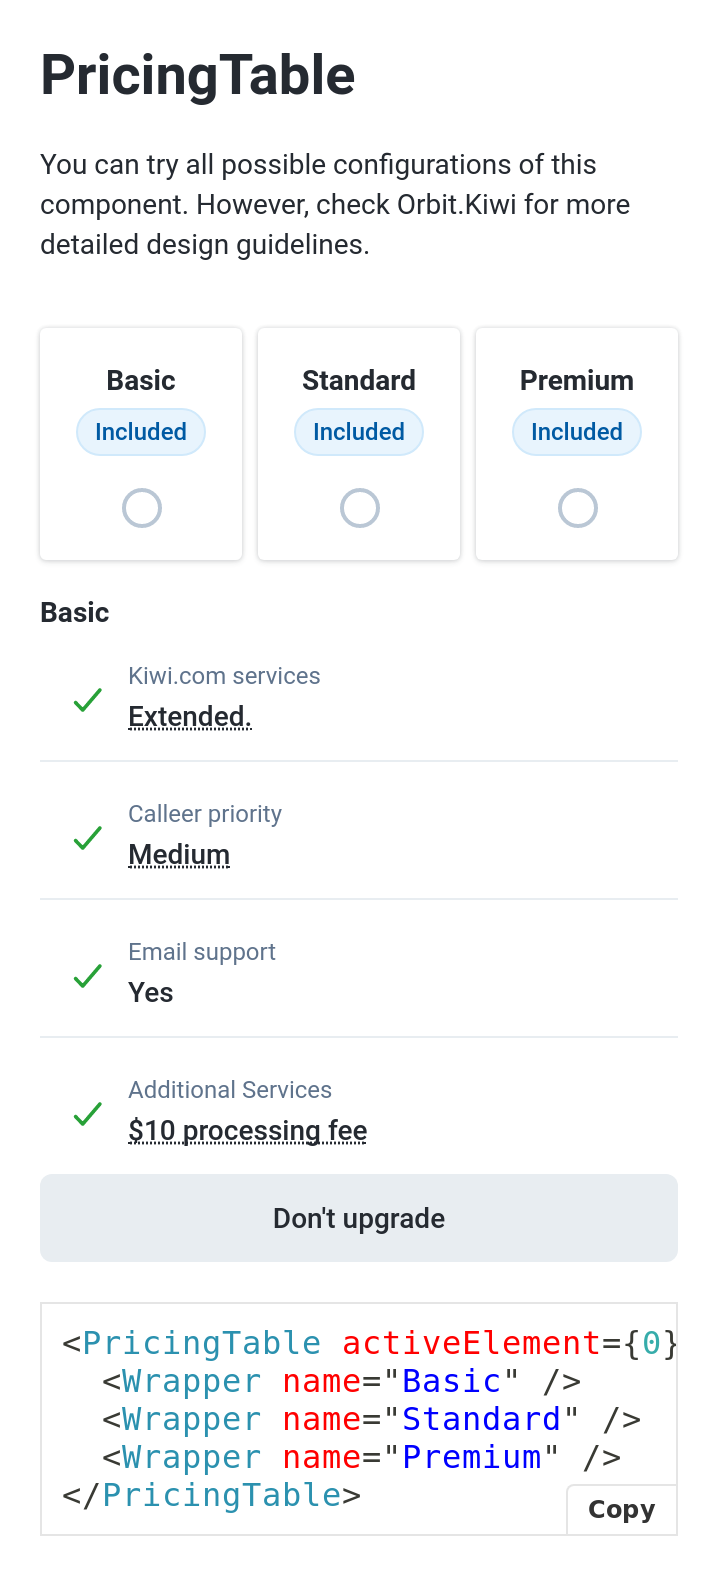 PricingTable
You can try all possible configurations of this
component. However, check Orbit.Kiwi for more
detailed design guidelines.
Basic
Included
Standard
Included
Premium
Included
Basic
Kiwi.com services
Extended.
Calleer priority
Medium
Email support
Yes
Additional Services
$10 processing fee
Don't upgrade
<PricingTable activeElement={0}
<Wrapper name="Basic" />
<Wrapper name="Standard" />
<Wrapper name="Premium" />
</PricingTable>
Copy